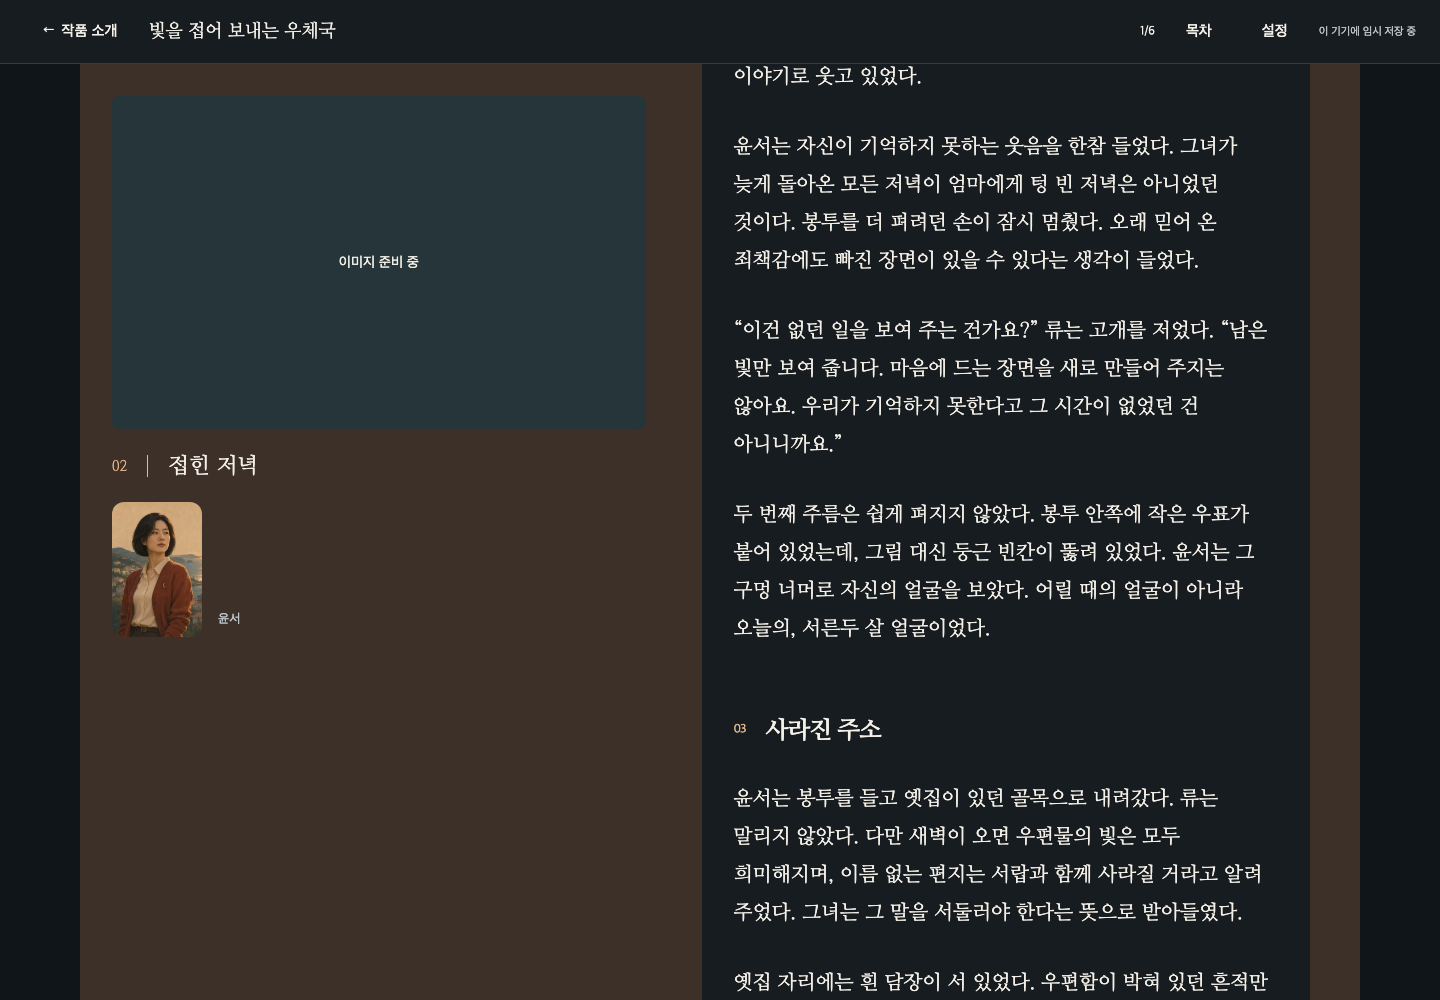 ← 작품 소개
빛을 접어 보내는 우체국
1/6
목차
설정
이 기기에 임시 저장 중
이미지 준비 중
02
접힌 저녁
윤서
이야기로 웃고 있었다.
윤서는 자신이 기억하지 못하는 웃음을 한참 들었다. 그녀가
늦게 돌아온 모든 저녁이 엄마에게 텅 빈 저녁은 아니었던
것이다. 봉투를 더 펴려던 손이 잠시 멈췄다. 오래 믿어 온
죄책감에도 빠진 장면이 있을 수 있다는 생각이 들었다.
“이건 없던 일을 보여 주는 건가요?” 류는 고개를 저었다. “남은
빛만 보여 줍니다. 마음에 드는 장면을 새로 만들어 주지는
않아요. 우리가 기억하지 못한다고 그 시간이 없었던 건
아니니까요.”
두 번째 주름은 쉽게 펴지지 않았다. 봉투 안쪽에 작은 우표가
붙어 있었는데, 그림 대신 둥근 빈칸이 뚫려 있었다. 윤서는 그
구멍 너머로 자신의 얼굴을 보았다. 어릴 때의 얼굴이 아니라
오늘의, 서른두 살 얼굴이었다.
03 사라진 주소
윤서는 봉투를 들고 옛집이 있던 골목으로 내려갔다. 류는
말리지 않았다. 다만 새벽이 오면 우편물의 빛은 모두
희미해지며, 이름 없는 편지는 서랍과 함께 사라질 거라고 알려
주었다. 그녀는 그 말을 서둘러야 한다는 뜻으로 받아들였다.
옛집 자리에는 흰 담장이 서 있었다. 우편함이 박혀 있던 흔적만